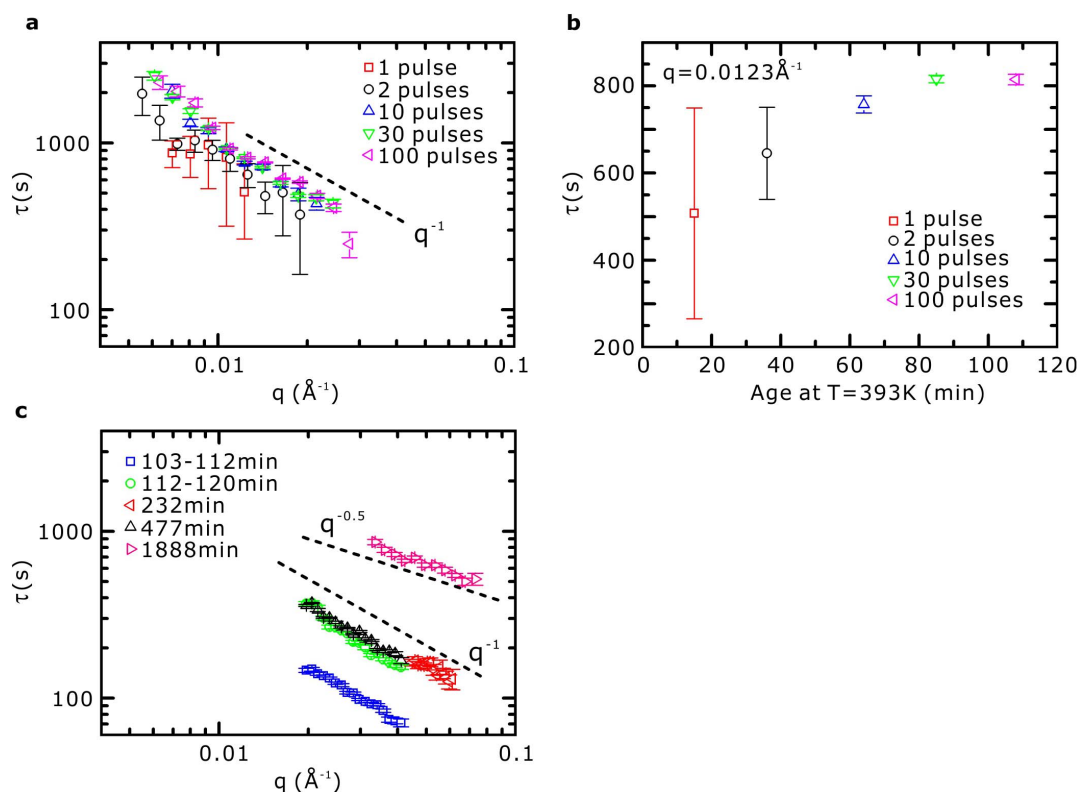 a
1000
100
τ(s)
1 pulse
2 pulses
10 pulses
30 pulses
100 pulses
q⁻¹
0.01
0.1
q (Å⁻¹)
b
800
600
400
200
τ(s)
q=0.0123Å⁻¹
1 pulse
2 pulses
10 pulses
30 pulses
100 pulses
0
20
40
60
80
100
120
Age at T=393K (min)
c
1000
100
τ(s)
103-112min
112-120min
232min
477min
1888min
q⁻⁰·⁵
q⁻¹
0.01
0.1
q (Å⁻¹)